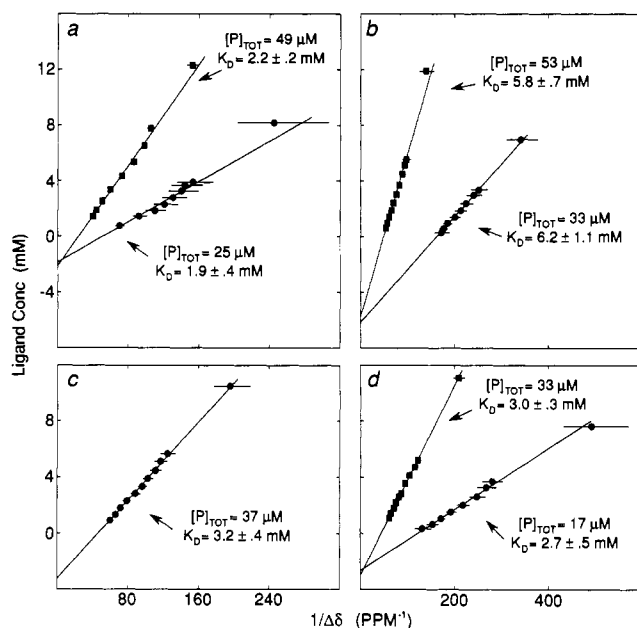 a
[P]TOT = 49 μM
KD = 2.2 ± .2 mM
12
8
4
0
-4
[P]TOT = 25 μM
KD = 1.9 ± .4 mM
b
[P]TOT = 53 μM
KD = 5.8 ± .7 mM
[P]TOT = 33 μM
KD = 6.2 ± 1.1 mM
Ligand Conc (mM)
c
8
4
0
[P]TOT = 37 μM
KD = 3.2 ± .4 mM
80 160 240
d
[P]TOT = 33 μM
KD = 3.0 ± .3 mM
[P]TOT = 17 μM
KD = 2.7 ± .5 mM
200 400
1/Δδ (PPM⁻¹)